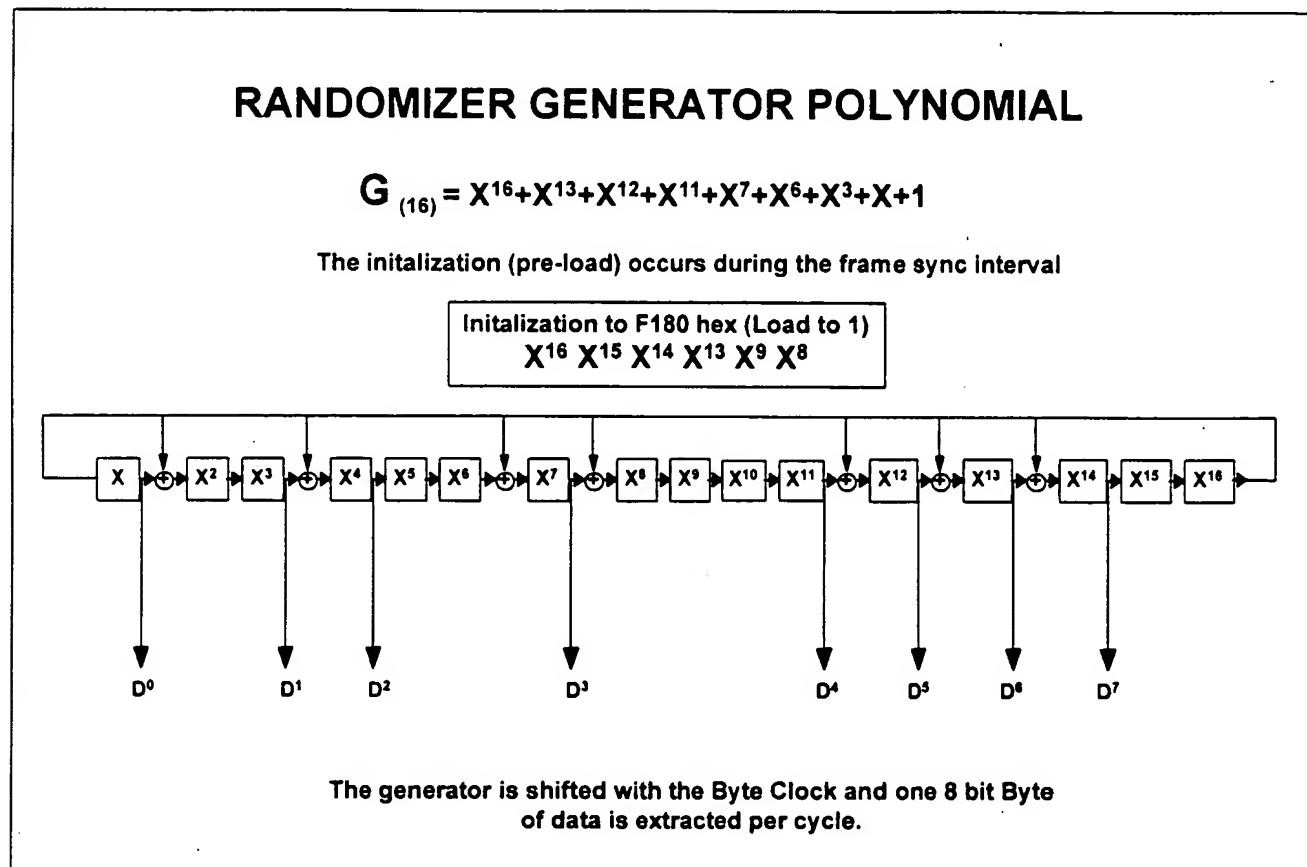 RANDOMIZER GENERATOR POLYNOMIAL
G (16) = X¹⁶+X¹³+X¹²+X¹¹+X⁷+X⁶+X³+X+1
The initalization (pre-load) occurs during the frame sync interval
Initalization to F180 hex (Load to 1)
X¹⁶ X¹⁵ X¹⁴ X¹³ X⁹ X⁸
X X² X³ X⁴ X⁵ X⁶ X⁷ X⁸ X⁹ X¹⁰ X¹¹ X¹² X¹³ X¹⁴ X¹⁵ X¹⁶
D⁰ D¹ D² D³ D⁴ D⁵ D⁶ D⁷
The generator is shifted with the Byte Clock and one 8 bit Byte
of data is extracted per cycle.